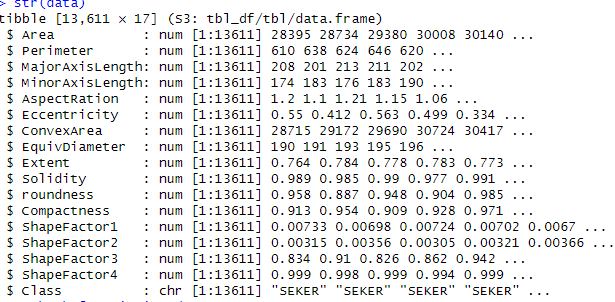 > str(data)
tibble [13,611 × 17] (S3: tbl_df/tbl/data.frame)
 $ Area           : num [1:13611] 28395 28734 29380 30008 30140 ...
 $ Perimeter      : num [1:13611] 610 638 624 646 620 ...
 $ MajorAxisLength: num [1:13611] 208 201 213 211 202 ...
 $ MinorAxisLength: num [1:13611] 174 183 176 183 190 ...
 $ AspectRation   : num [1:13611] 1.2 1.1 1.21 1.15 1.06 ...
 $ Eccentricity   : num [1:13611] 0.55 0.412 0.563 0.499 0.334 ...
 $ ConvexArea     : num [1:13611] 28715 29172 29690 30724 30417 ...
 $ EquivDiameter  : num [1:13611] 190 191 193 195 196 ...
 $ Extent         : num [1:13611] 0.764 0.784 0.778 0.783 0.773 ...
 $ Solidity       : num [1:13611] 0.989 0.985 0.99 0.977 0.991 ...
 $ roundness      : num [1:13611] 0.958 0.887 0.948 0.904 0.985 ...
 $ Compactness    : num [1:13611] 0.913 0.954 0.909 0.928 0.971 ...
 $ ShapeFactor1   : num [1:13611] 0.00733 0.00698 0.00724 0.00702 0.0067 ...
 $ ShapeFactor2   : num [1:13611] 0.00315 0.00356 0.00305 0.00321 0.00366 ...
 $ ShapeFactor3   : num [1:13611] 0.834 0.91 0.826 0.862 0.942 ...
 $ ShapeFactor4   : num [1:13611] 0.999 0.998 0.999 0.994 0.999 ...
 $ Class          : chr [1:13611] "SEKER" "SEKER" "SEKER" "SEKER" ...